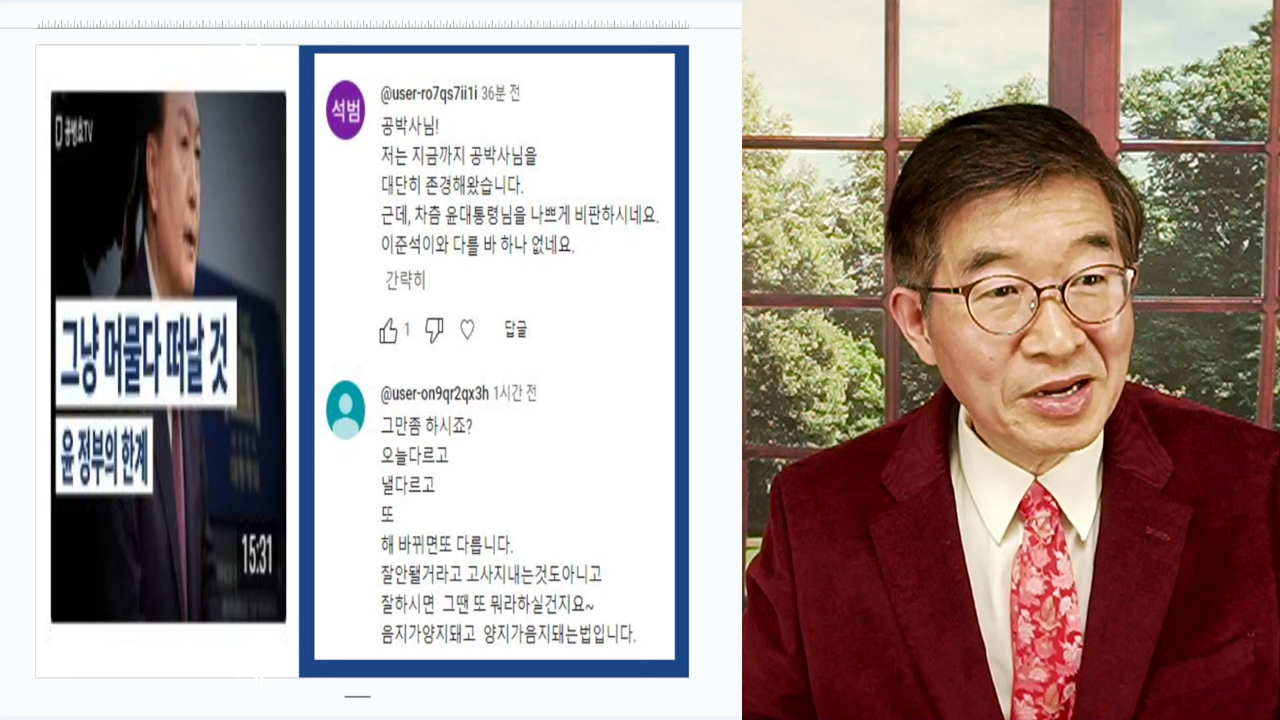 공병호TV
그냥 머물다 떠날 것
윤 정부의 한계
15:31
석범
@user-ro7qs7ii1i 36분 전
공박사님!
저는 지금까지 공박사님을
대단히 존경해왔습니다.
근데, 차츰 윤대통령님을 나쁘게 비판하시네요.
이준석이와 다를 바 하나 없네요.
간략히
1 답글
@user-on9qr2qx3h 1시간 전
그만좀 하시죠?
오늘다르고
낼다르고
또
해 바뀌면또 다릅니다.
잘안됄거라고 고사지내는것도아니고
잘하시면 그땐 또 뭐라하실건지요~
음지가양지돼고 양지가음지돼는법입니다.